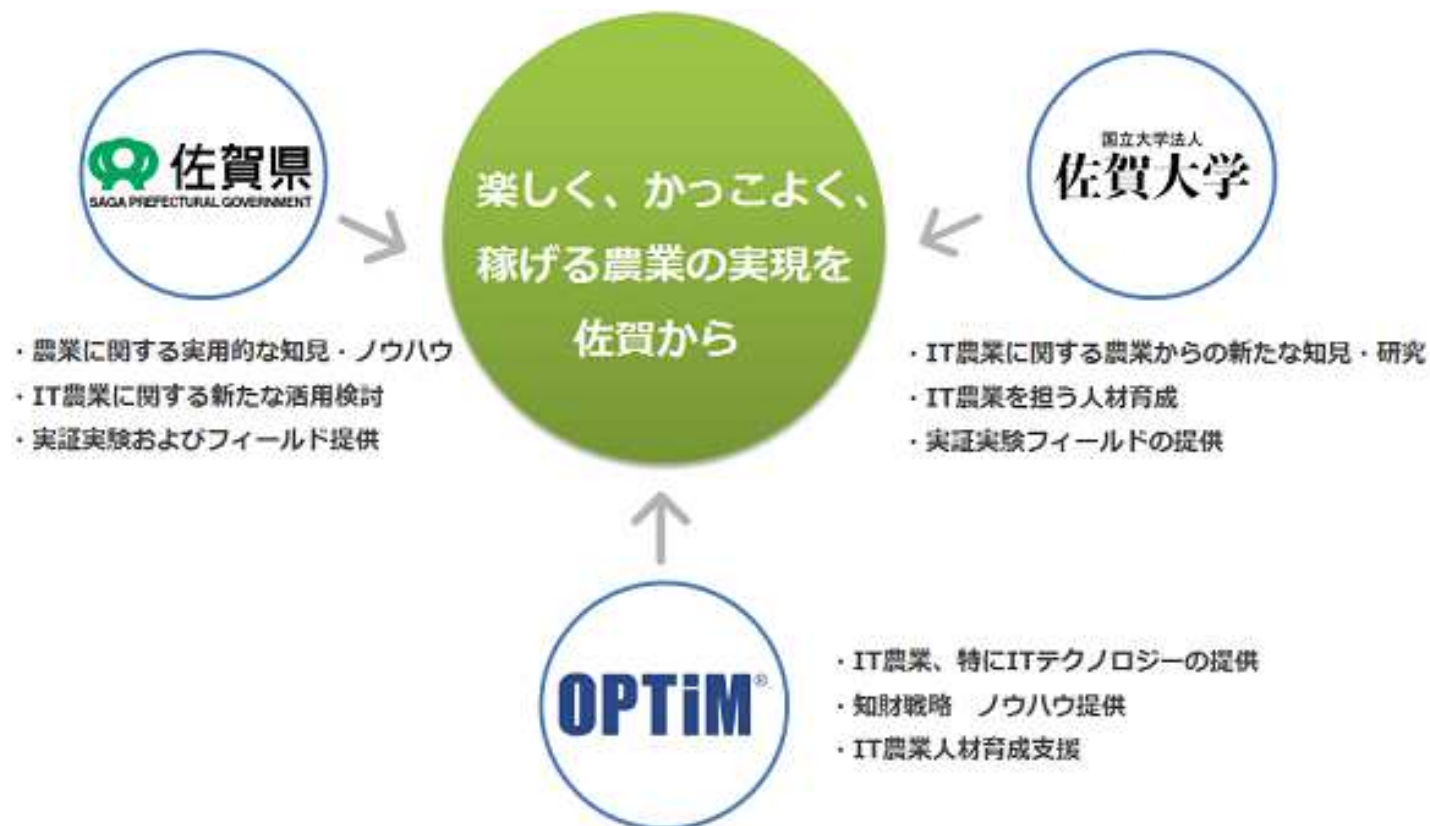 佐賀県
SAGA PREFECTURAL GOVERNMENT
・農業に関する実用的な知見・ノウハウ
・IT農業に関する新たな活用検討
・実証実験およびフィールド提供
楽しく、かっこよく、
稼げる農業の実現を
佐賀から
国立大学法人
佐賀大学
・IT農業に関する農業からの新たな知見・研究
・IT農業を担う人材育成
・実証実験フィールドの提供
OPTiM®
・IT農業、特にITテクノロジーの提供
・知財戦略　ノウハウ提供
・IT農業人材育成支援